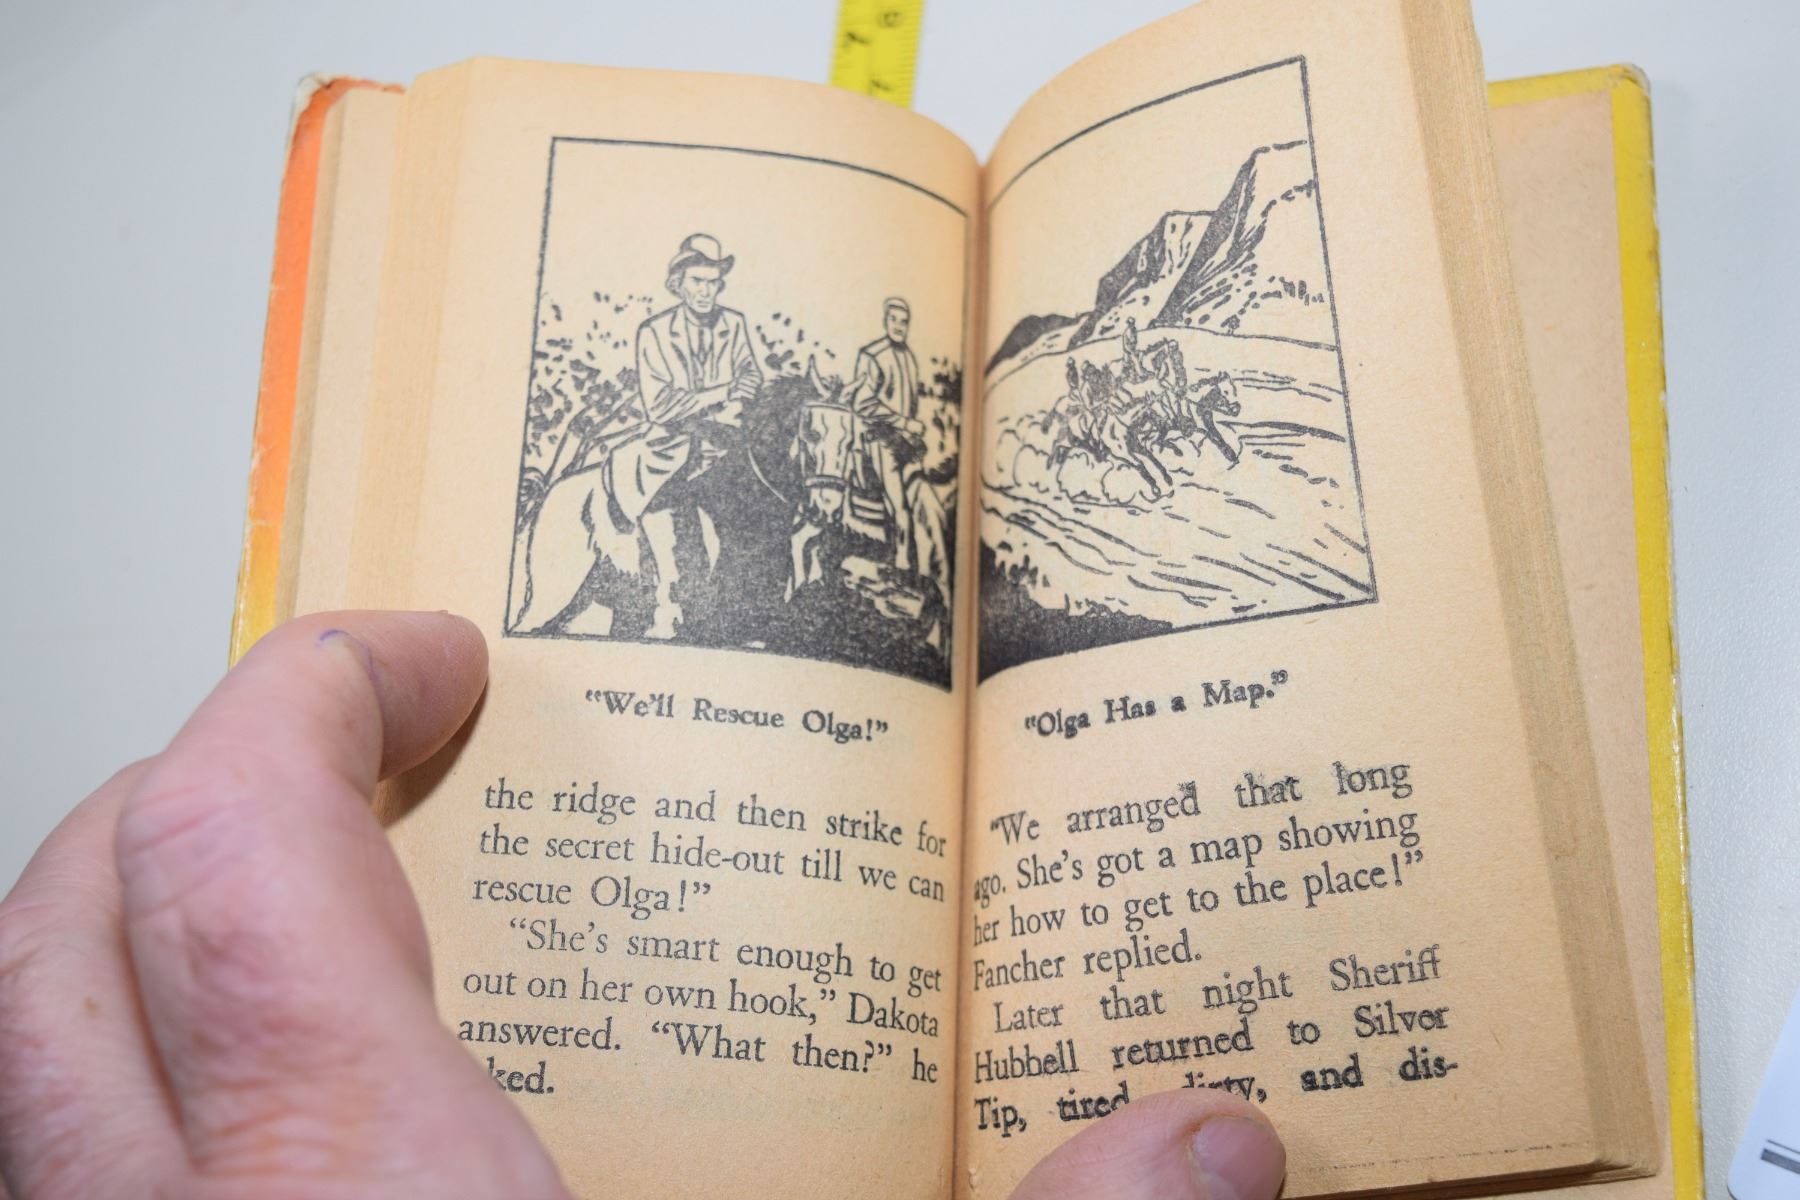 "We'll Rescue Olga!"
the ridge and then strike for
the secret hide-out till we can
rescue Olga!"
"She's smart enough to get
out on her own hook," Dakota
answered. "What then?" he
ked.
"Olga Has a Map."
"We arranged that long
ago. She's got a map showing
her how to get to the place!"
Fancher replied.
Later that night Sheriff
Hubbell returned to Silver
Tip, tired, dirty, and dis-